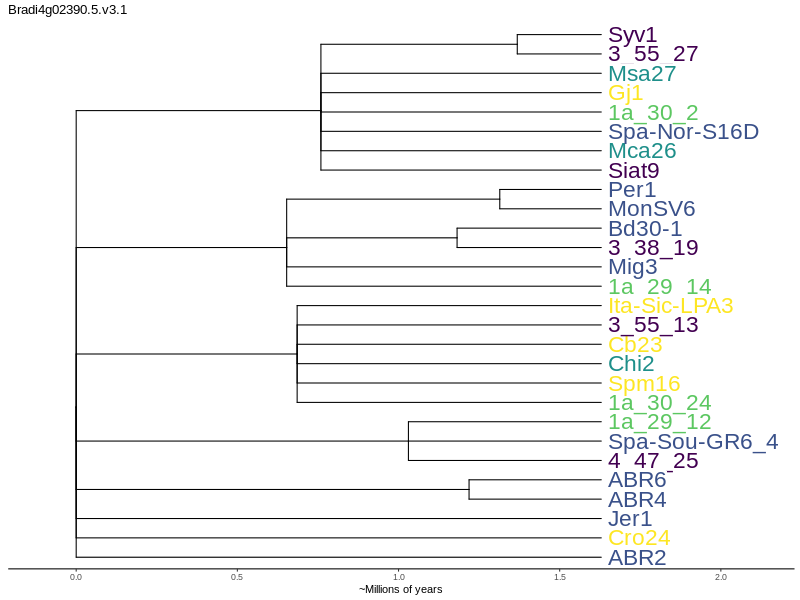 Bradi4g02390.5.v3.1
Syv1
3_55_27
Msa27
Gj1
1a_30_2
Spa-Nor-S16D
Mca26
Siat9
Per1
MonSV6
Bd30-1
3_38_19
Mig3
1a_29_14
Ita-Sic-LPA3
3_55_13
Cb23
Chi2
Spm16
1a_30_24
1a_29_12
Spa-Sou-GR6_4
4_47_25
ABR6
ABR4
Jer1
Cro24
ABR2
0.0 0.5 1.0 1.5 2.0
~Millions of years